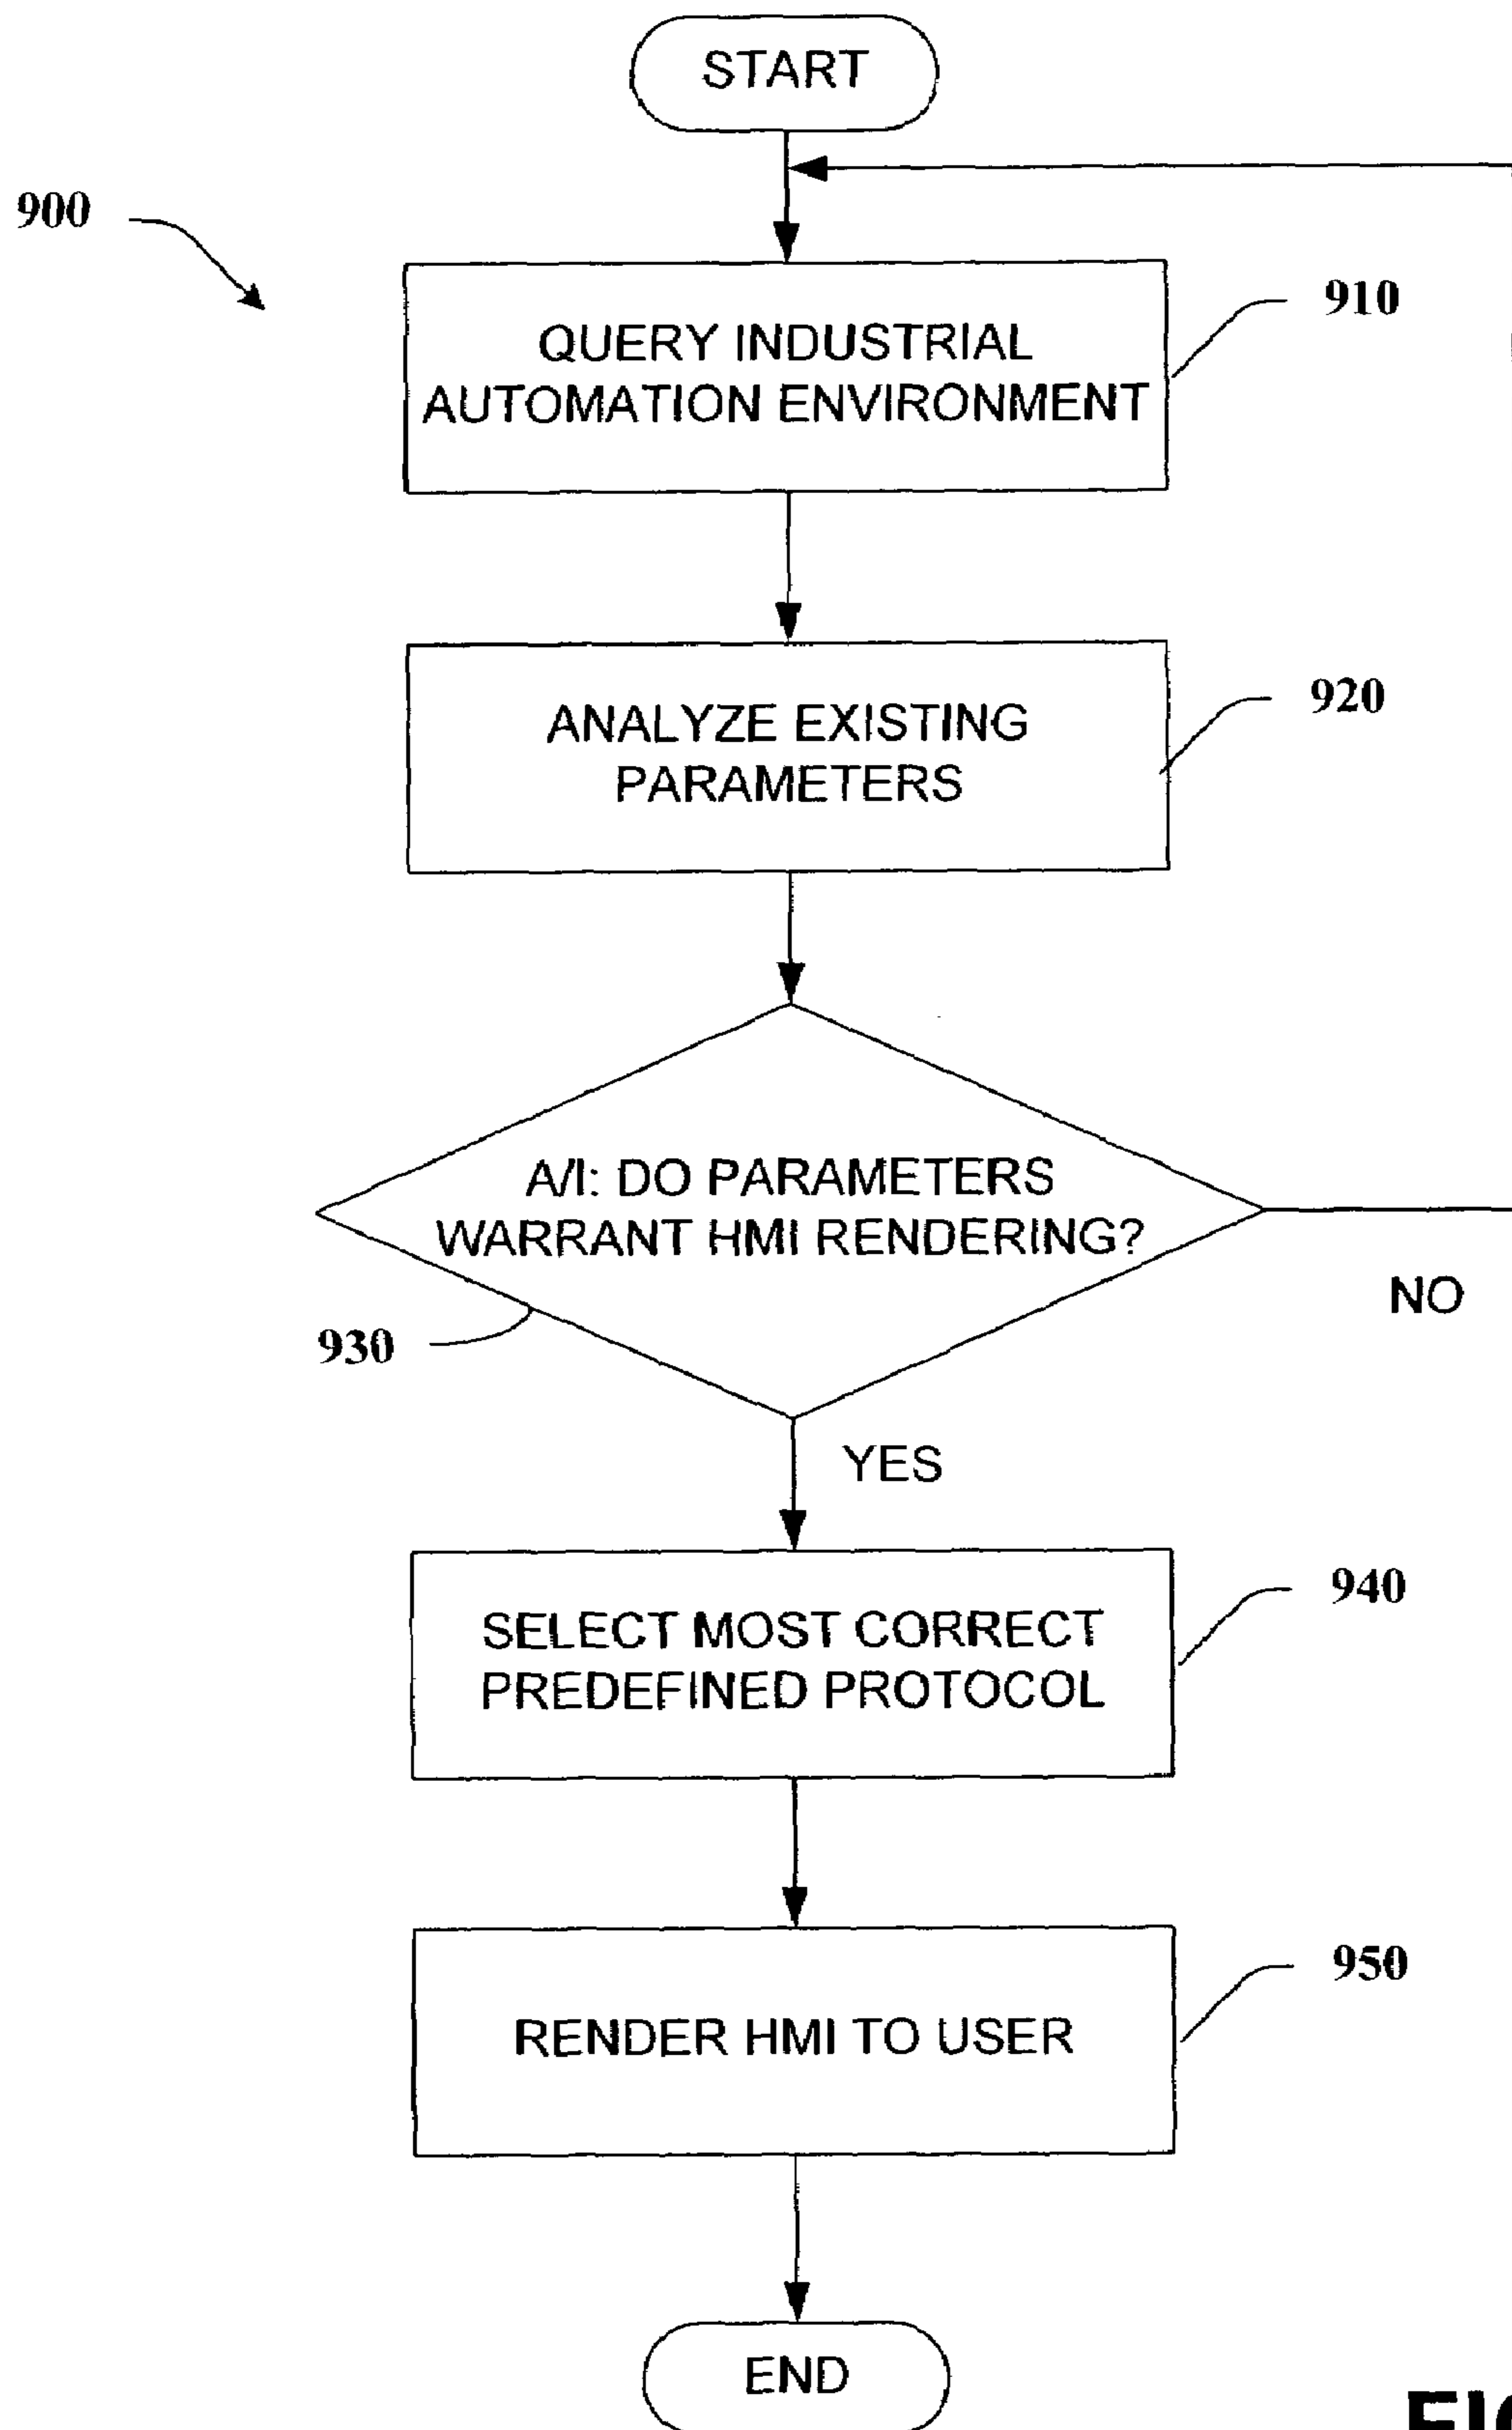 START
900
910
QUERY INDUSTRIAL
AUTOMATION ENVIRONMENT
920
ANALYZE EXISTING
PARAMETERS
A/I: DO PARAMETERS
WARRANT HMI RENDERING?
NO
930
YES
940
SELECT MOST CORRECT
PREDEFINED PROTOCOL
950
RENDER HMI TO USER
END